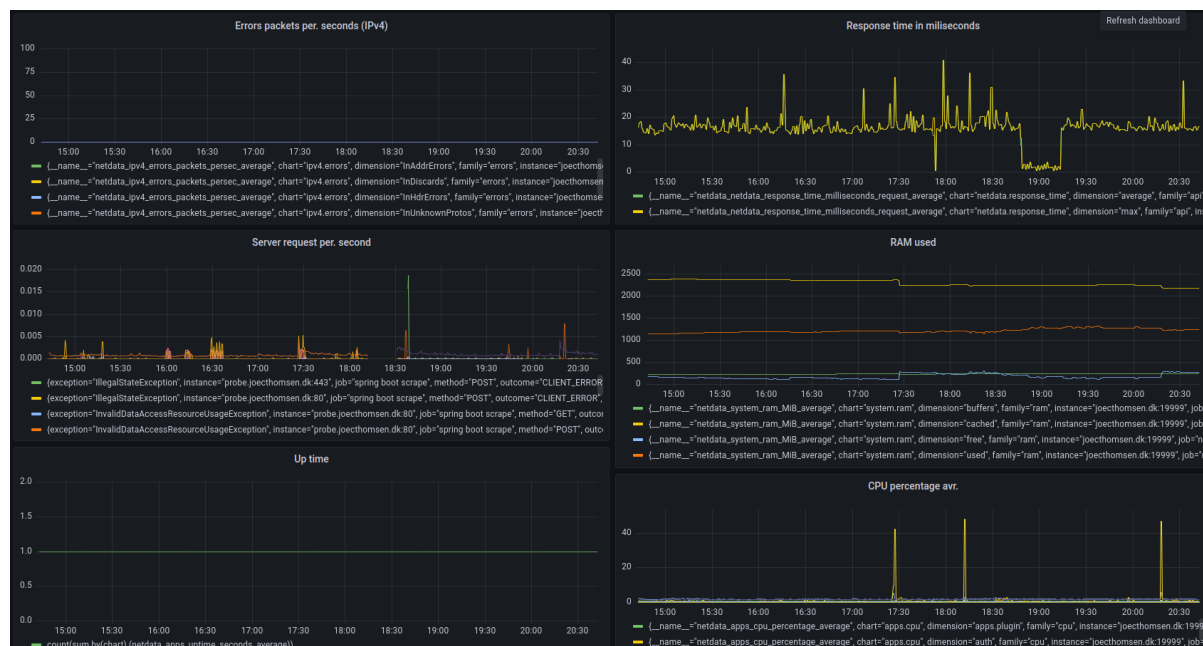 Errors packets per. seconds (IPv4)
100
75
50
25
0
15:00 15:30 16:00 16:30 17:00 17:30 18:00 18:30 19:00 19:30 20:00 20:30
{__name__="netdata_ipv4_errors_packets_persec_average", chart="ipv4.errors", dimension="InAddrErrors", family="errors", instance="joecthomsen
{__name__="netdata_ipv4_errors_packets_persec_average", chart="ipv4.errors", dimension="InDiscards", family="errors", instance="joecthomsen
{__name__="netdata_ipv4_errors_packets_persec_average", chart="ipv4.errors", dimension="InHdrErrors", family="errors", instance="joecthomse
{__name__="netdata_ipv4_errors_packets_persec_average", chart="ipv4.errors", dimension="InUnknownProtos", family="errors", instance="joecth
Response time in miliseconds
Refresh dashboard
40
30
20
10
0
15:00 15:30 16:00 16:30 17:00 17:30 18:00 18:30 19:00 19:30 20:00 20:30
{__name__="netdata_netdata_response_time_milliseconds_request_average", chart="netdata.response_time", dimension="average", family="api
{__name__="netdata_netdata_response_time_milliseconds_request_average", chart="netdata.response_time", dimension="max", family="api", in
Server request per. second
0.020
0.015
0.010
0.005
0.000
15:00 15:30 16:00 16:30 17:00 17:30 18:00 18:30 19:00 19:30 20:00 20:30
{exception="IllegalStateException", instance="probe.joecthomsen.dk:443", job="spring boot scrape", method="POST", outcome="CLIENT_ERROR
{exception="IllegalStateException", instance="probe.joecthomsen.dk:80", job="spring boot scrape", method="POST", outcome="CLIENT_ERROR",
{exception="InvalidDataAccessResourceUsageException", instance="probe.joecthomsen.dk:80", job="spring boot scrape", method="GET", outcor
{exception="InvalidDataAccessResourceUsageException", instance="probe.joecthomsen.dk:80", job="spring boot scrape", method="POST", outc
RAM used
2500
2000
1500
1000
500
0
15:00 15:30 16:00 16:30 17:00 17:30 18:00 18:30 19:00 19:30 20:00 20:30
{__name__="netdata_system_ram_MiB_average", chart="system.ram", dimension="buffers", family="ram", instance="joecthomsen.dk:19999", job
{__name__="netdata_system_ram_MiB_average", chart="system.ram", dimension="cached", family="ram", instance="joecthomsen.dk:19999", job
{__name__="netdata_system_ram_MiB_average", chart="system.ram", dimension="free", family="ram", instance="joecthomsen.dk:19999", job="n
{__name__="netdata_system_ram_MiB_average", chart="system.ram", dimension="used", family="ram", instance="joecthomsen.dk:19999", job="
Up time
2.0
1.5
1.0
0.5
0.0
15:00 15:30 16:00 16:30 17:00 17:30 18:00 18:30 19:00 19:30 20:00 20:30
count(sum by(chart) (netdata_apps_uptime_seconds_average))
CPU percentage avr.
40
20
0
15:00 15:30 16:00 16:30 17:00 17:30 18:00 18:30 19:00 19:30 20:00 20:30
{__name__="netdata_apps_cpu_percentage_average", chart="apps.cpu", dimension="apps.plugin", family="cpu", instance="joecthomsen.dk:199
{__name__="netdata_apps_cpu_percentage_average", chart="apps.cpu", dimension="auth", family="cpu", instance="joecthomsen.dk:19999", job=